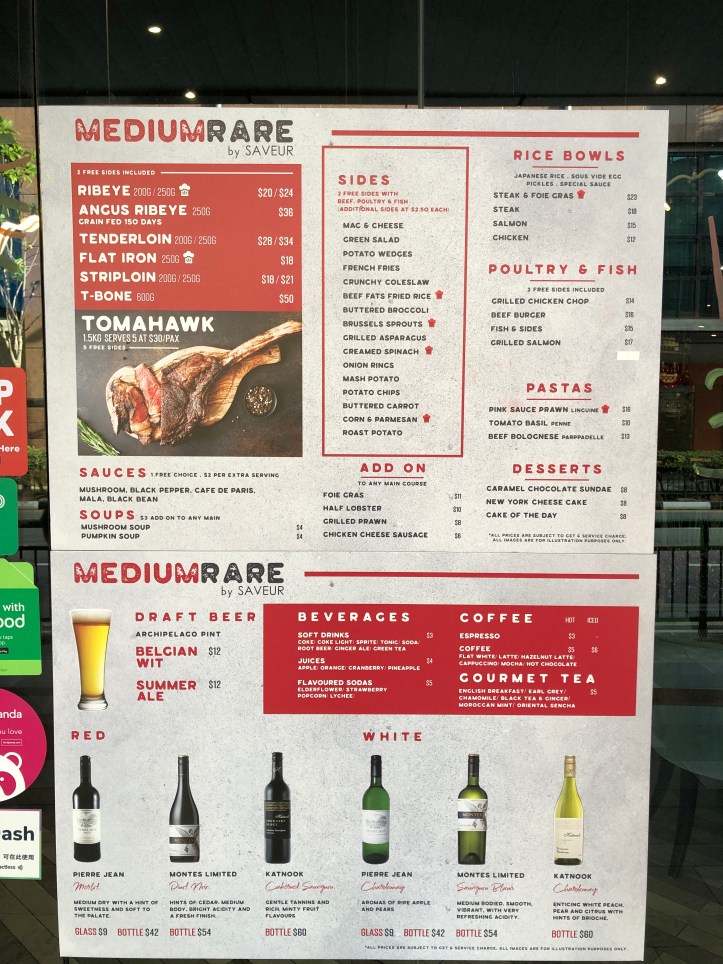 MEDIUMRARE
by SAVEUR
2 FREE SIDES INCLUDED
RIBEYE 200G / 250G $20 / $24
ANGUS RIBEYE 250G $36
GRAIN FED 150 DAYS
TENDERLOIN 200G / 250G $28 / $34
FLAT IRON 250G $18
STRIPLOIN 200G / 250G $18 / $21
T-BONE 600G $50
TOMAHAWK
1.5KG SERVES 5 AT $30/PAX
5 FREE SIDES
SAUCES 1 FREE CHOICE . $2 PER EXTRA SERVING
MUSHROOM, BLACK PEPPER, CAFE DE PARIS,
MALA, BLACK BEAN
SOUPS $3 ADD-ON TO ANY MAIN
MUSHROOM SOUP $4
PUMPKIN SOUP $4
SIDES
2 FREE SIDES WITH
BEEF, POULTRY & FISH
(ADDITIONAL SIDES AT $2.50 EACH)
MAC & CHEESE
GREEN SALAD
POTATO WEDGES
FRENCH FRIES
CRUNCHY COLESLAW
BEEF FATS FRIED RICE
BUTTERED BROCCOLI
BRUSSELS SPROUTS
GRILLED ASPARAGUS
CREAMED SPINACH
ONION RINGS
MASH POTATO
POTATO CHIPS
BUTTERED CARROT
CORN & PARMESAN
ROAST POTATO
ADD ON
TO ANY MAIN COURSE
FOIE GRAS $11
HALF LOBSTER $10
GRILLED PRAWN $8
CHICKEN CHEESE SAUSAGE $6
RICE BOWLS
JAPANESE RICE . SOUS VIDE EGG
PICKLES . SPECIAL SAUCE
STEAK & FOIE GRAS $23
STEAK $18
SALMON $15
CHICKEN $12
POULTRY & FISH
2 FREE SIDES INCLUDED
GRILLED CHICKEN CHOP $14
BEEF BURGER $16
FISH & SIDES $15
GRILLED SALMON $17
PASTAS
PINK SAUCE PRAWN LINGUINE $16
TOMATO BASIL PENNE $10
BEEF BOLOGNESE PARPPADELLE $13
DESSERTS
CARAMEL CHOCOLATE SUNDAE $8
NEW YORK CHEESE CAKE $8
CAKE OF THE DAY $8
*ALL PRICES ARE SUBJECT TO GST & SERVICE CHARGE.
ALL IMAGES ARE FOR ILLUSTRATION PURPOSES ONLY.
MEDIUMRARE
by SAVEUR
DRAFT BEER
ARCHIPELAGO PINT
BELGIAN $12
WIT
SUMMER $12
ALE
BEVERAGES
SOFT DRINKS $3
COKE/ COKE LIGHT/ SPRITE/ TONIC/ SODA/
ROOT BEER/ GINGER ALE/ GREEN TEA
JUICES $4
APPLE/ ORANGE/ CRANBERRY/ PINEAPPLE
FLAVOURED SODAS $5
ELDERFLOWER/ STRAWBERRY
POPCORN/ LYCHEE/
COFFEE HOT ICED
ESPRESSO $3 -
COFFEE $5 $6
FLAT WHITE/ LATTE/ HAZELNUT LATTE/
CAPPUCCINO/ MOCHA/ HOT CHOCOLATE
GOURMET TEA
ENGLISH BREAKFAST/ EARL GREY/ $5
CHAMOMILE/ BLACK TEA & GINGER/
MOROCCAN MINT/ ORIENTAL SENCHA
RED
PIERRE JEAN
Merlot
MEDIUM DRY WITH A HINT OF
SWEETNESS AND SOFT TO
THE PALATE.
GLASS $9 BOTTLE $42
MONTES LIMITED
Pinot Noir
HINTS OF CEDAR, MEDIUM
BODY, BRIGHT ACIDITY AND
A FRESH FINISH.
BOTTLE $54
KATNOOK
Cabernet Sauvignon
GENTLE TANNINS AND
RICH, MINTY FRUIT
FLAVOURS
BOTTLE $60
WHITE
PIERRE JEAN
Chardonnay
AROMAS OF RIPE APPLE
AND PEARS
GLASS $9 BOTTLE $42
MONTES LIMITED
Sauvignon Blanc
MEDIUM BODIED, SMOOTH,
VIBRANT, WITH VERY
REFRESHING ACIDITY.
BOTTLE $54
KATNOOK
Chardonnay
ENTICING WHITE PEACH,
PEAR AND CITRUS WITH
HINTS OF BRIOCHE.
BOTTLE $60
*ALL PRICES ARE SUBJECT TO GST & SERVICE CHARGE. ALL IMAGES ARE FOR ILLUSTRATION PURPOSES ONLY.
P
X
Here
with
ood
anda
u love
Dash
可在此使用